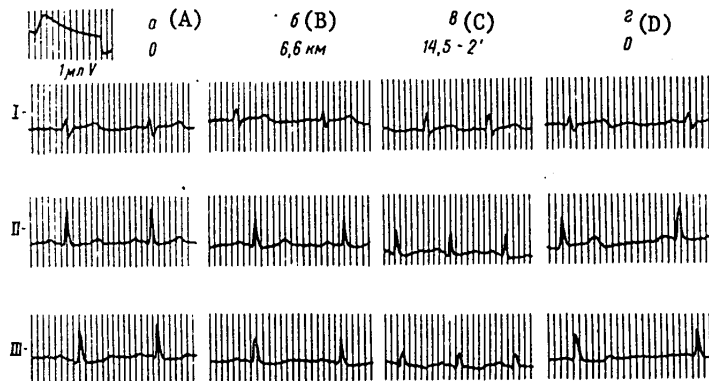 а (A) б (B) в (C) г (D)
0 6,6 км 14,5 - 2' 0
1 мл V
I -
II -
III -